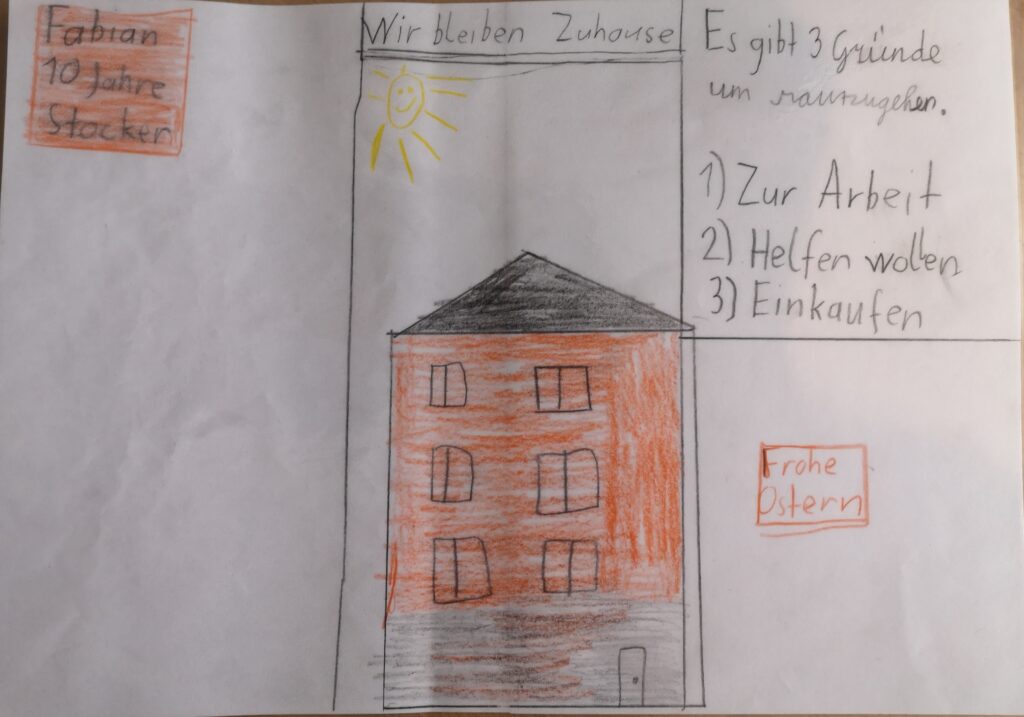 Fabian
10 Jahre
Stocken
Wir bleiben Zuhause
Es gibt 3 Gründe
um rauszugehen.
1) Zur Arbeit
2) Helfen wollen
3) Einkaufen
Frohe
Ostern